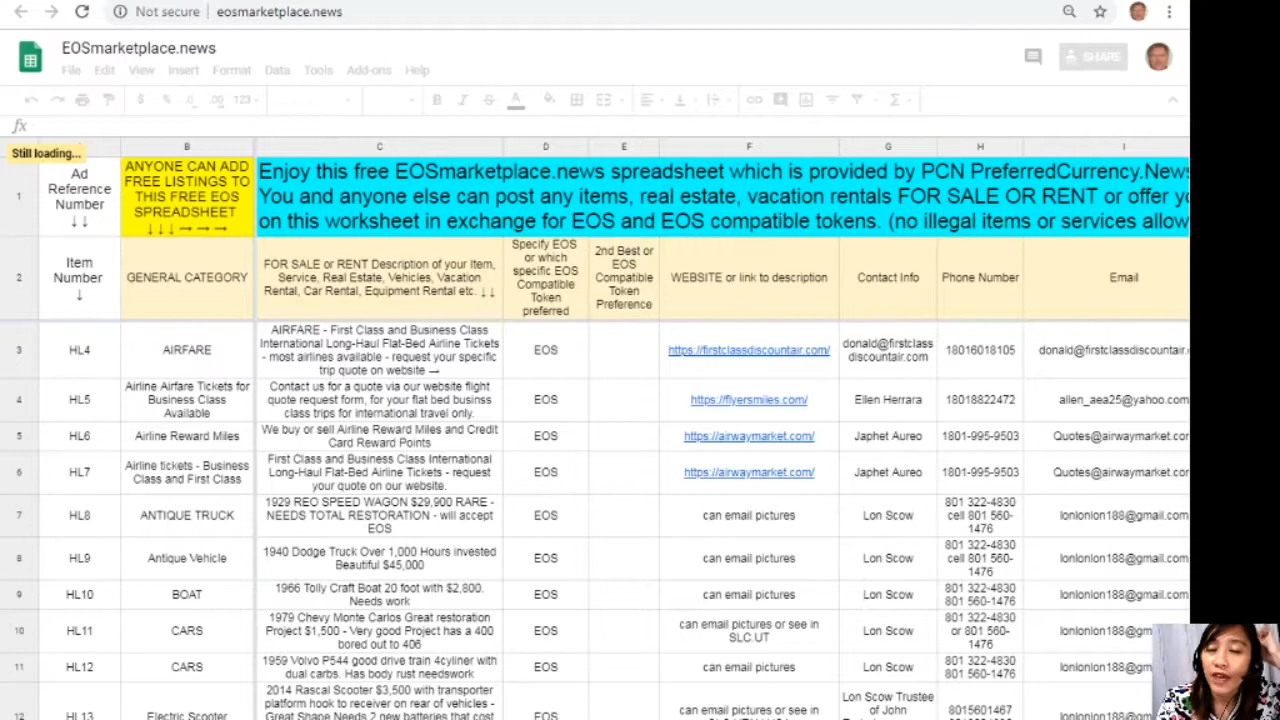 Not secure | eosmarketplace.news
EOSmarketplace.news
File Edit View Insert Format Data Tools Add-ons Help
SHARE
$ % .0 .00 123
B I S A
fx
Still loading...
B C D E F G H I
1
Ad
Reference
Number
↓↓
ANYONE CAN ADD
FREE LISTINGS TO
THIS FREE EOS
SPREADSHEET
↓↓↓→→→
Enjoy this free EOSmarketplace.news spreadsheet which is provided by PCN PreferredCurrency.News
You and anyone else can post any items, real estate, vacation rentals FOR SALE OR RENT or offer yo
on this worksheet in exchange for EOS and EOS compatible tokens. (no illegal items or services allow
2
Item
Number
↓
GENERAL CATEGORY
FOR SALE or RENT Description of your Item,
Service, Real Estate, Vehicles, Vacation
Rental, Car Rental, Equipment Rental etc. ↓↓
Specify EOS
or which
specific EOS
Compatible
Token
preferred
2nd Best or
EOS
Compatible
Token
Preference
WEBSITE or link to description
Contact Info
Phone Number
Email
3
HL4
AIRFARE
AIRFARE - First Class and Business Class
International Long-Haul Flat-Bed Airline Tickets
- most airlines available - request your specific
trip quote on website →
EOS
https://firstclassdiscountair.com/
donald@firstclass
discountair.com
18016018105
donald@firstclassdiscountair.
4
HL5
Airline Airfare Tickets for
Business Class
Available
Contact us for a quote via our website flight
quote request form, for your flat bed businss
class trips for international travel only.
EOS
https://flyersmiles.com/
Ellen Herrara
18018822472
allen_aea25@yahoo.com
5
HL6
Airline Reward Miles
We buy or sell Airline Reward Miles and Credit
Card Reward Points
EOS
https://airwaymarket.com/
Japhet Aureo
1801-995-9503
Quotes@airwaymarket.cor
6
HL7
Airline tickets - Business
Class and First Class
First Class and Business Class International
Long-Haul Flat-Bed Airline Tickets - request
your quote on our website.
EOS
https://airwaymarket.com/
Japhet Aureo
1801-995-9503
Quotes@airwaymarket.cor
7
HL8
ANTIQUE TRUCK
1929 REO SPEED WAGON $29,900 RARE -
NEEDS TOTAL RESTORATION - will accept
EOS
EOS
can email pictures
Lon Scow
801 322-4830
cell 801 560-
1476
lonlonlon188@gmail.com
8
HL9
Antique Vehicle
1940 Dodge Truck Over 1,000 Hours invested
Beautiful $45,000
EOS
can email pictures
Lon Scow
801 322-4830
cell 801 560-
1476
lonlonlon188@gmail.com
9
HL10
BOAT
1966 Tolly Craft Boat 20 foot with $2,800.
Needs work
EOS
can email pictures
Lon Scow
801 322-4830
801 560-1476
lonlonlon188@gmail.com
10
HL11
CARS
1979 Chevy Monte Carlos Great restoration
Project $1,500 - Very good Project has a 400
bored out to 406
EOS
can email pictures or see in
SLC.UT
Lon Scow
801 322-4830
or 801 560-
1476
lonlonlon188@gm
11
HL12
CARS
1959 Volvo P544 good drive train 4cyliner with
dual carbs. Has body rust needswork
EOS
can email pictures
Lon Scow
801 322-4830
801 560-1476
lonlonlon188@gm
12
HL13
Electric Scooter
2014 Rascal Scooter $3,500 with transporter
platform hook to receiver on rear of vehicles -
Great Shape Needs 2 new batteries that cost
EOS
can email pictures or see in
Lon Scow Trustee
of John
8015601467
lonlonlon188@gm